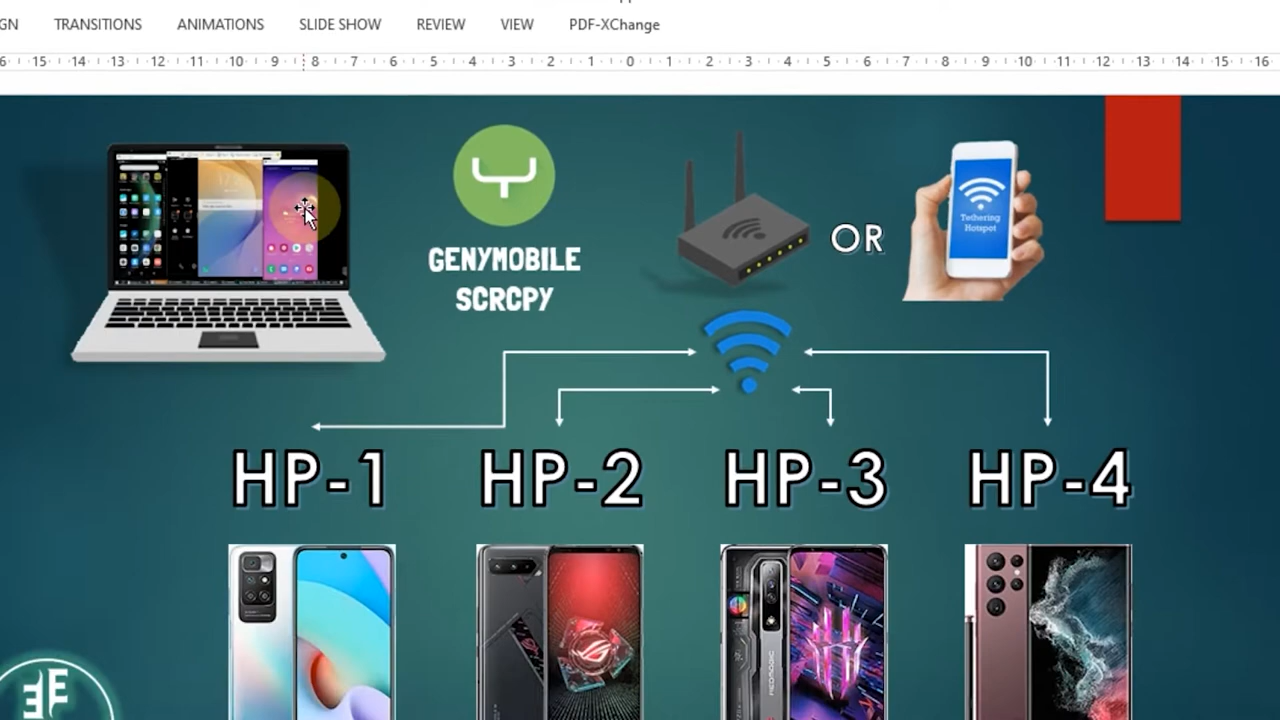 GN TRANSITIONS ANIMATIONS SLIDE SHOW REVIEW VIEW PDF-XChange
6 15 14 13 12 11 10 9 8 7 6 5 4 3 2 1 0 1 2 3 4 5 6 7 8 9 10 11 12 13 14 15 16
GENYMOBILE
SCRCPY
OR
Tethering
Hotspot
HP-1 HP-2 HP-3 HP-4
REDMAGIC